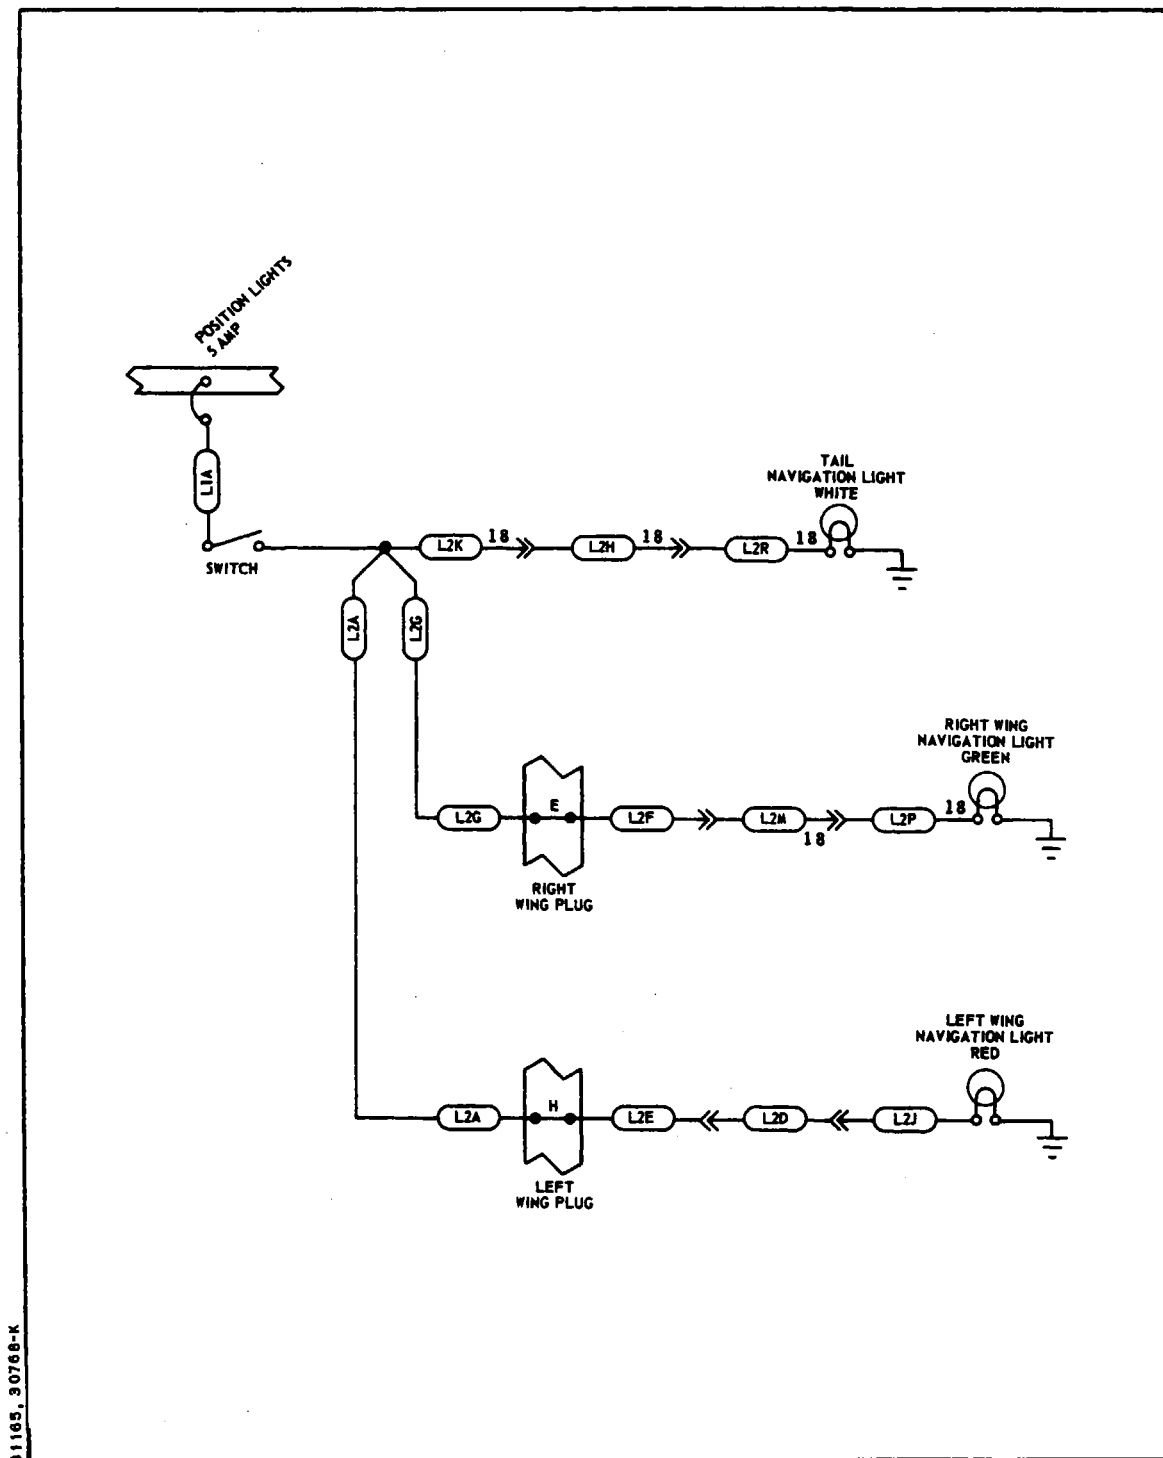 POSITION LIGHTS
5 AMP
L1A
SWITCH
L2K
18
L2H
18
L2R
18
TAIL
NAVIGATION LIGHT
WHITE
L2A
L2G
L2G
E
RIGHT
WING PLUG
L2F
L2M
18
L2P
18
RIGHT WING
NAVIGATION LIGHT
GREEN
L2A
H
LEFT
WING PLUG
L2E
L2D
L2J
LEFT WING
NAVIGATION LIGHT
RED
30768-K